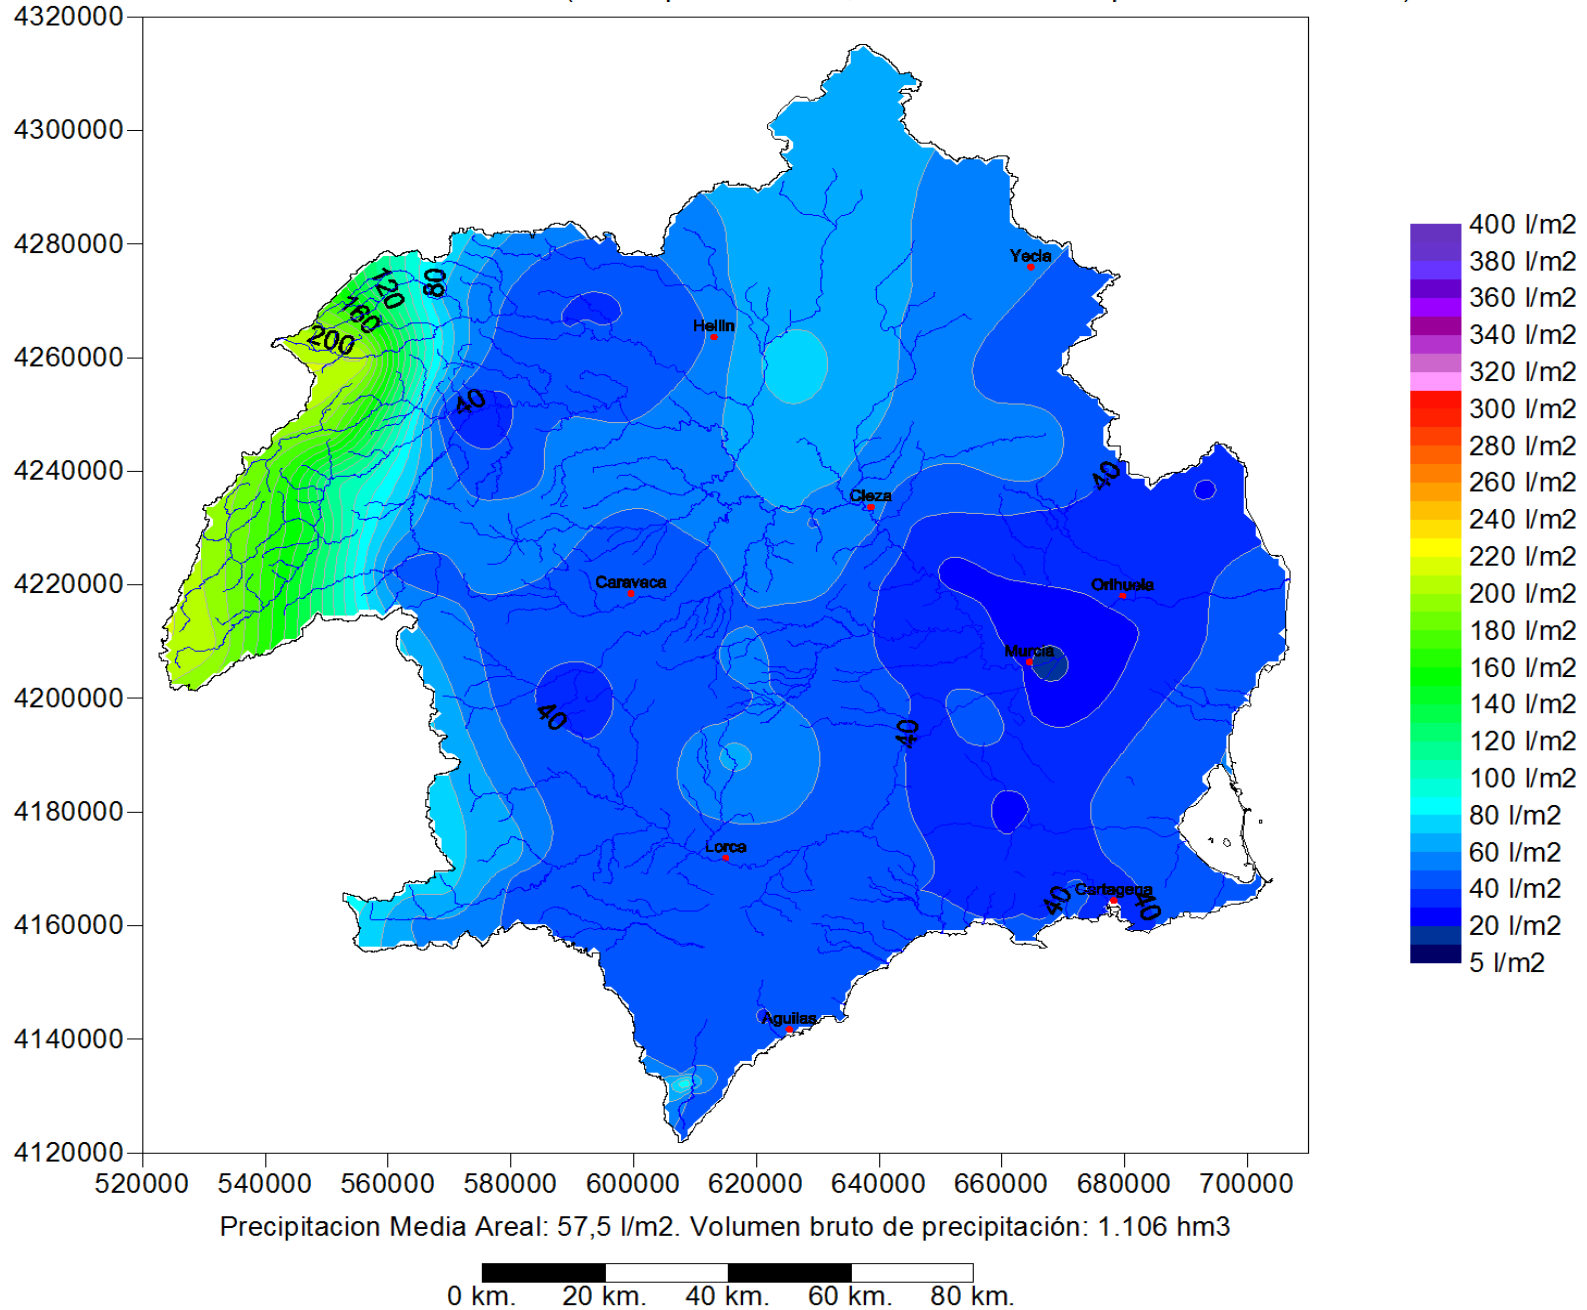 4320000
4300000
4280000
4260000
4240000
4220000
4200000
4180000
4160000
4140000
4120000
520000 540000 560000 580000 600000 620000 640000 660000 680000 700000
Yecla
Hellin
Cieza
Caravaca
Orihuela
Murcia
Lorca
Cartagena
Aguilas
120
80
160
200
40
40
40
40
40
40
400 l/m2
380 l/m2
360 l/m2
340 l/m2
320 l/m2
300 l/m2
280 l/m2
260 l/m2
240 l/m2
220 l/m2
200 l/m2
180 l/m2
160 l/m2
140 l/m2
120 l/m2
100 l/m2
80 l/m2
60 l/m2
40 l/m2
20 l/m2
5 l/m2
Precipitacion Media Areal: 57,5 l/m2. Volumen bruto de precipitación: 1.106 hm3
0 km. 20 km. 40 km. 60 km. 80 km.